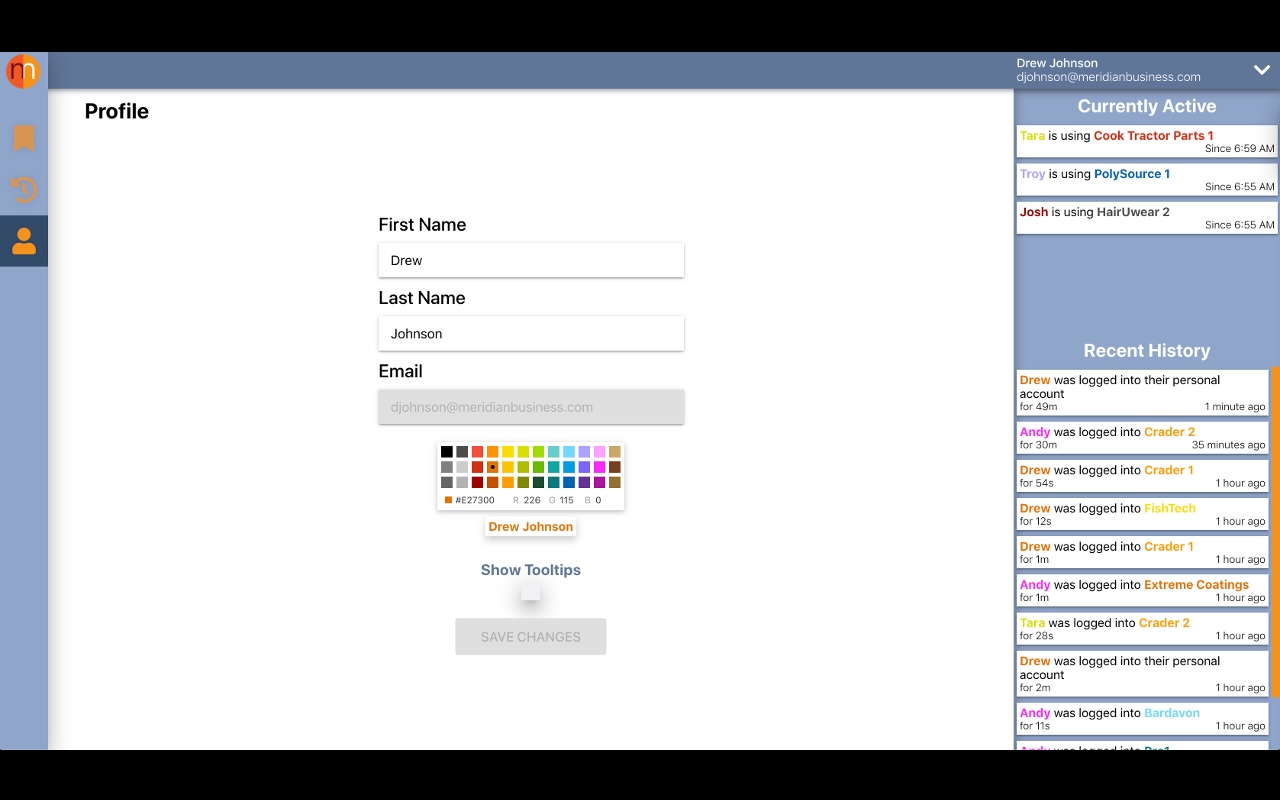 m
Drew Johnson
djohnson@meridianbusiness.com
Profile
First Name
Drew
Last Name
Johnson
Email
djohnson@meridianbusiness.com
#E27300 R 226 G 115 B 0
Drew Johnson
Show Tooltips
SAVE CHANGES
Currently Active
Tara is using Cook Tractor Parts 1
Since 6:59 AM
Troy is using PolySource 1
Since 6:55 AM
Josh is using HairUwear 2
Since 6:55 AM
Recent History
Drew was logged into their personal
account
for 49m 1 minute ago
Andy was logged into Crader 2
for 30m 35 minutes ago
Drew was logged into Crader 1
for 54s 1 hour ago
Drew was logged into FishTech
for 12s 1 hour ago
Drew was logged into Crader 1
for 1m 1 hour ago
Andy was logged into Extreme Coatings
for 1m 1 hour ago
Tara was logged into Crader 2
for 28s 1 hour ago
Drew was logged into their personal
account
for 2m 1 hour ago
Andy was logged into Bardavon
for 11s 1 hour ago
Andy was logged into